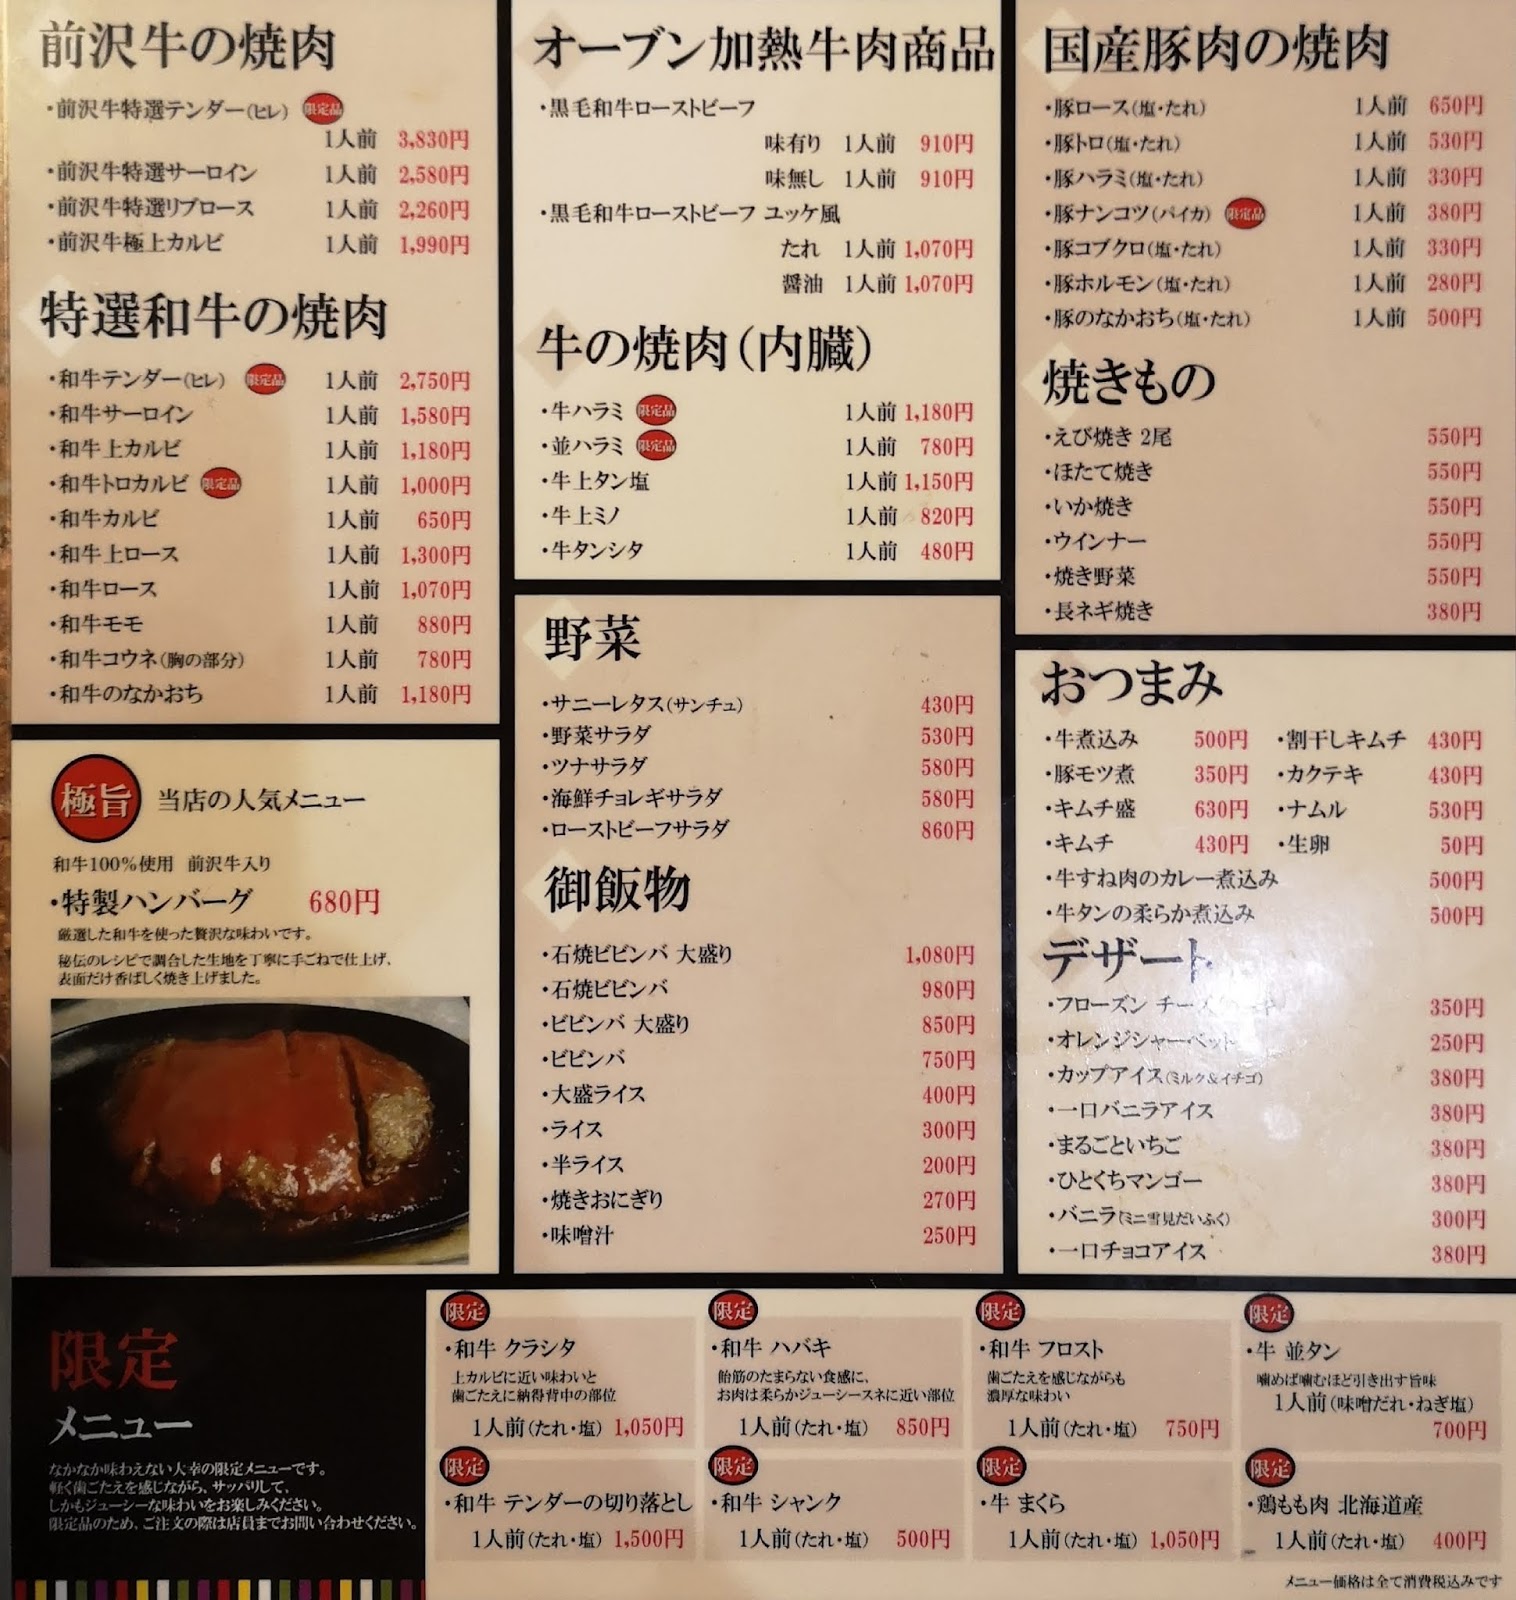 前沢牛の焼肉
・前沢牛特選テンダー(ヒレ) 限定品
1人前 3,830円
・前沢牛特選サーロイン 1人前 2,580円
・前沢牛特選リブロース 1人前 2,260円
・前沢牛極上カルビ 1人前 1,990円
特選和牛の焼肉
・和牛テンダー(ヒレ) 限定品 1人前 2,750円
・和牛サーロイン 1人前 1,580円
・和牛上カルビ 1人前 1,180円
・和牛トロカルビ 限定品 1人前 1,000円
・和牛カルビ 1人前 650円
・和牛上ロース 1人前 1,300円
・和牛ロース 1人前 1,070円
・和牛モモ 1人前 880円
・和牛コウネ(胸の部分) 1人前 780円
・和牛のなかおち 1人前 1,180円
極旨 当店の人気メニュー
和牛100%使用 前沢牛入り
・特製ハンバーグ 680円
厳選した和牛を使った贅沢な味わいです。
秘伝のレシピで調合した生地を丁寧に手ごねで仕上げ、
表面だけ香ばしく焼き上げました。
オーブン加熱牛肉商品
・黒毛和牛ローストビーフ
味有り 1人前 910円
味無し 1人前 910円
・黒毛和牛ローストビーフ ユッケ風
たれ 1人前 1,070円
醤油 1人前 1,070円
牛の焼肉(内臓)
・牛ハラミ 限定品 1人前 1,180円
・並ハラミ 限定品 1人前 780円
・牛上タン塩 1人前 1,150円
・牛上ミノ 1人前 820円
・牛タンシタ 1人前 480円
野菜
・サニーレタス(サンチュ) 430円
・野菜サラダ 530円
・ツナサラダ 580円
・海鮮チョレギサラダ 580円
・ローストビーフサラダ 860円
御飯物
・石焼ビビンバ 大盛り 1,080円
・石焼ビビンバ 980円
・ビビンバ 大盛り 850円
・ビビンバ 750円
・大盛ライス 400円
・ライス 300円
・半ライス 200円
・焼きおにぎり 270円
・味噌汁 250円
国産豚肉の焼肉
・豚ロース(塩・たれ) 1人前 650円
・豚トロ(塩・たれ) 1人前 530円
・豚ハラミ(塩・たれ) 1人前 330円
・豚ナンコツ(パイカ) 限定品 1人前 380円
・豚コブクロ(塩・たれ) 1人前 330円
・豚ホルモン(塩・たれ) 1人前 280円
・豚のなかおち(塩・たれ) 1人前 500円
焼きもの
・えび焼き 2尾 550円
・ほたて焼き 550円
・いか焼き 550円
・ウインナー 550円
・焼き野菜 550円
・長ネギ焼き 380円
おつまみ
・牛煮込み 500円 ・割干しキムチ 430円
・豚モツ煮 350円 ・カクテキ 430円
・キムチ盛 630円 ・ナムル 530円
・キムチ 430円 ・生卵 50円
・牛すね肉のカレー煮込み 500円
・牛タンの柔らか煮込み 500円
デザート
・フローズン チーズケーキ 350円
・オレンジシャーベット 250円
・カップアイス(ミルク&イチゴ) 380円
・一口バニラアイス 380円
・まるごといちご 380円
・ひとくちマンゴー 380円
・バニラ(ミニ雪見だいふく) 300円
・一口チョコアイス 380円
限定
メニュー
なかなか味わえない大幸の限定メニューです。
軽く歯ごたえを感じながら、サッパリして、
しかもジューシーな味わいをお楽しみください。
限定品のため、ご注文の際は店員までお問い合わせください。
限定
・和牛 クラシタ
上カルビに近い味わいと
歯ごたえに納得背中の部位
1人前(たれ・塩) 1,050円
限定
・和牛 ハバキ
飴筋のたまらない食感に、
お肉は柔らかジューシースネに近い部位
1人前(たれ・塩) 850円
限定
・和牛 フロスト
歯ごたえを感じながらも
濃厚な味わい
1人前(たれ・塩) 750円
限定
・牛 並タン
噛めば噛むほど引き出す旨味
1人前(味噌だれ・ねぎ塩)
700円
限定
・和牛 テンダーの切り落とし
1人前(たれ・塩) 1,500円
限定
・和牛 シャンク
1人前(たれ・塩) 500円
限定
・牛 まくら
1人前(たれ・塩) 1,050円
限定
・鶏もも肉 北海道産
1人前(たれ・塩) 400円
メニュー価格は全て消費税込みです